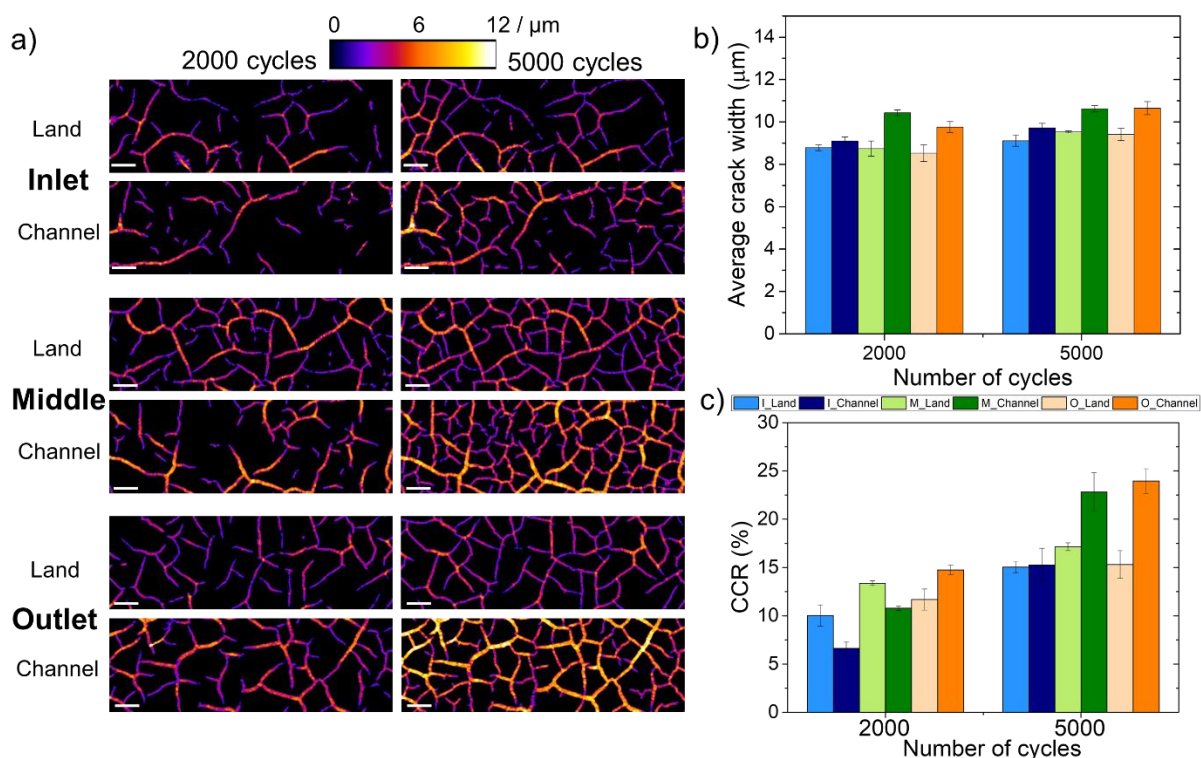 a)
0 6 12 / µm
2000 cycles 5000 cycles
Land
Inlet
Channel
Land
Middle
Channel
Land
Outlet
Channel
b)
14
12
10
8
6
4
2
0
Average crack width (µm)
2000 5000
Number of cycles
c)
I_Land I_Channel M_Land M_Channel O_Land O_Channel
30
25
20
15
10
5
0
CCR (%)
2000 5000
Number of cycles